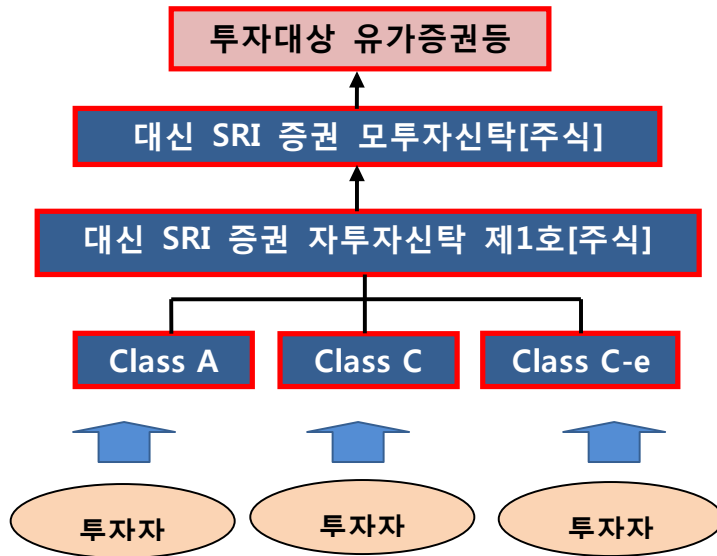 투자대상 유가증권등
대신 SRI 증권 모투자신탁[주식]
대신 SRI 증권 자투자신탁 제1호[주식]
Class A
Class C
Class C-e
투자자
투자자
투자자